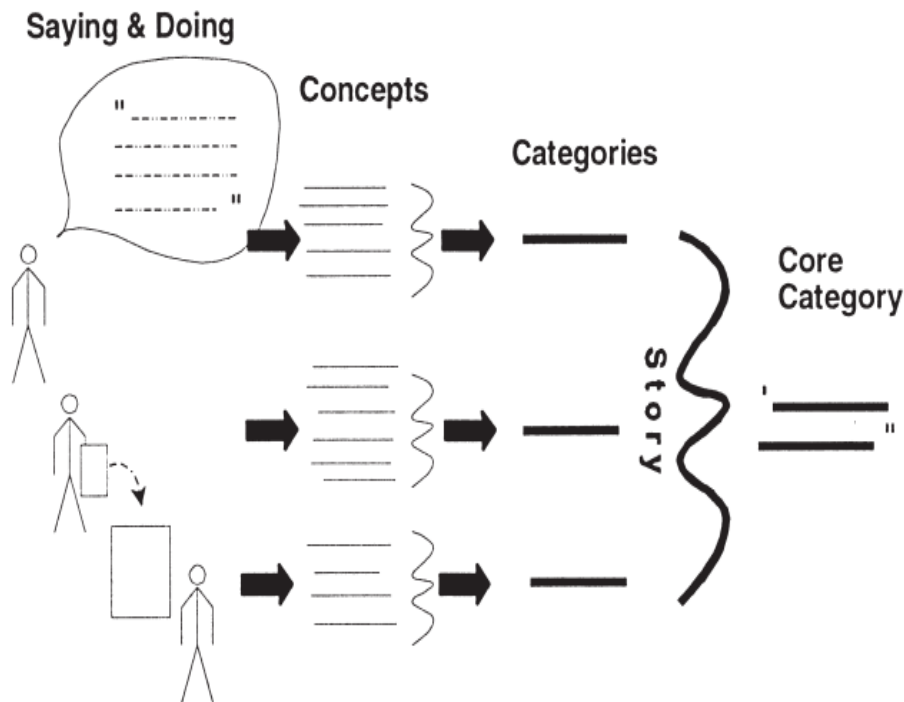 Saying & Doing
Concepts
Categories
Story
Core
Category